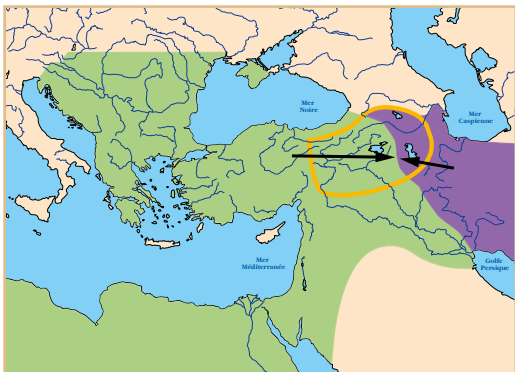 Mer
Noire
Mer
Caspienne
Mer
Méditerranée
Golfe
Persique